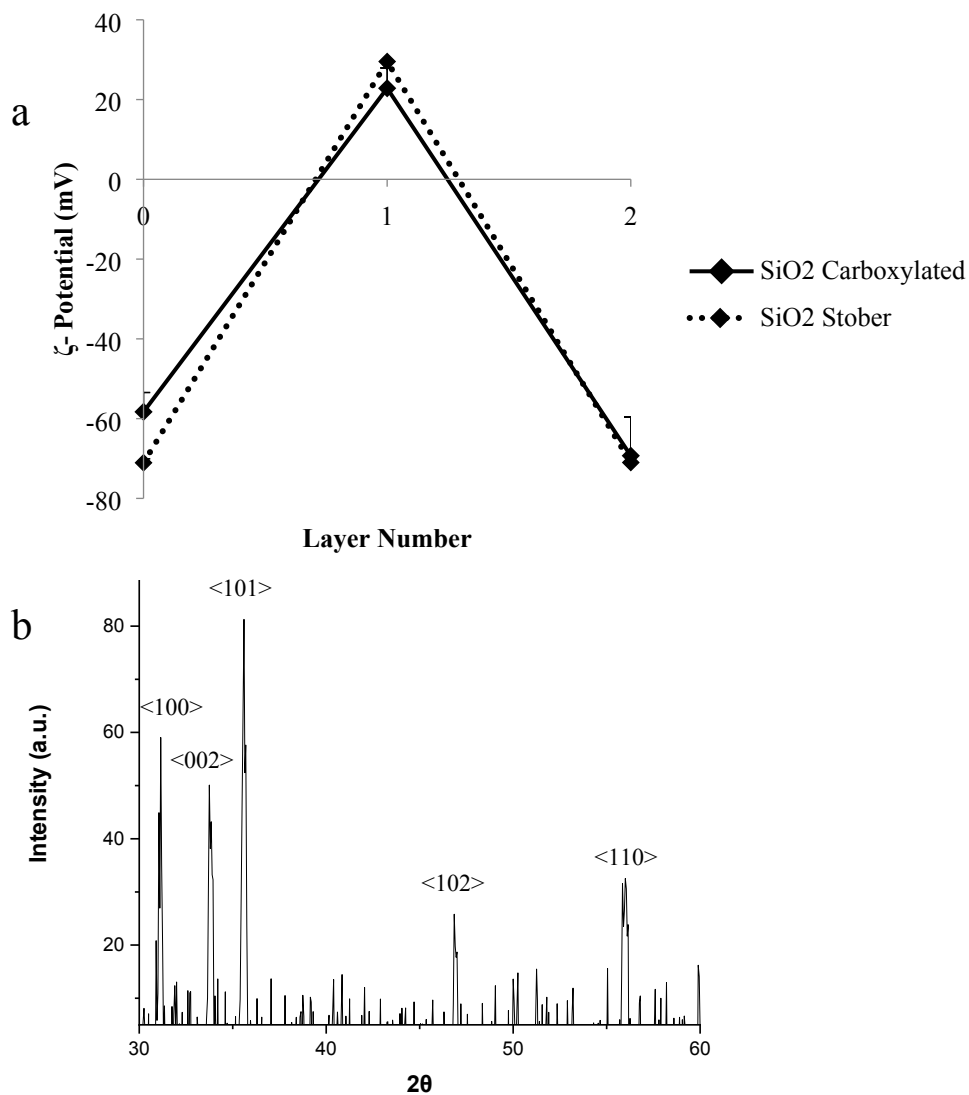 a
40
20
0
-20
-40
-60
-80
0 1 2
ζ- Potential (mV)
Layer Number
SiO2 Carboxylated
SiO2 Stober
b
<101>
<100>
<002>
<102>
<110>
80
60
40
20
30 40 50 60
Intensity (a.u.)
2θ